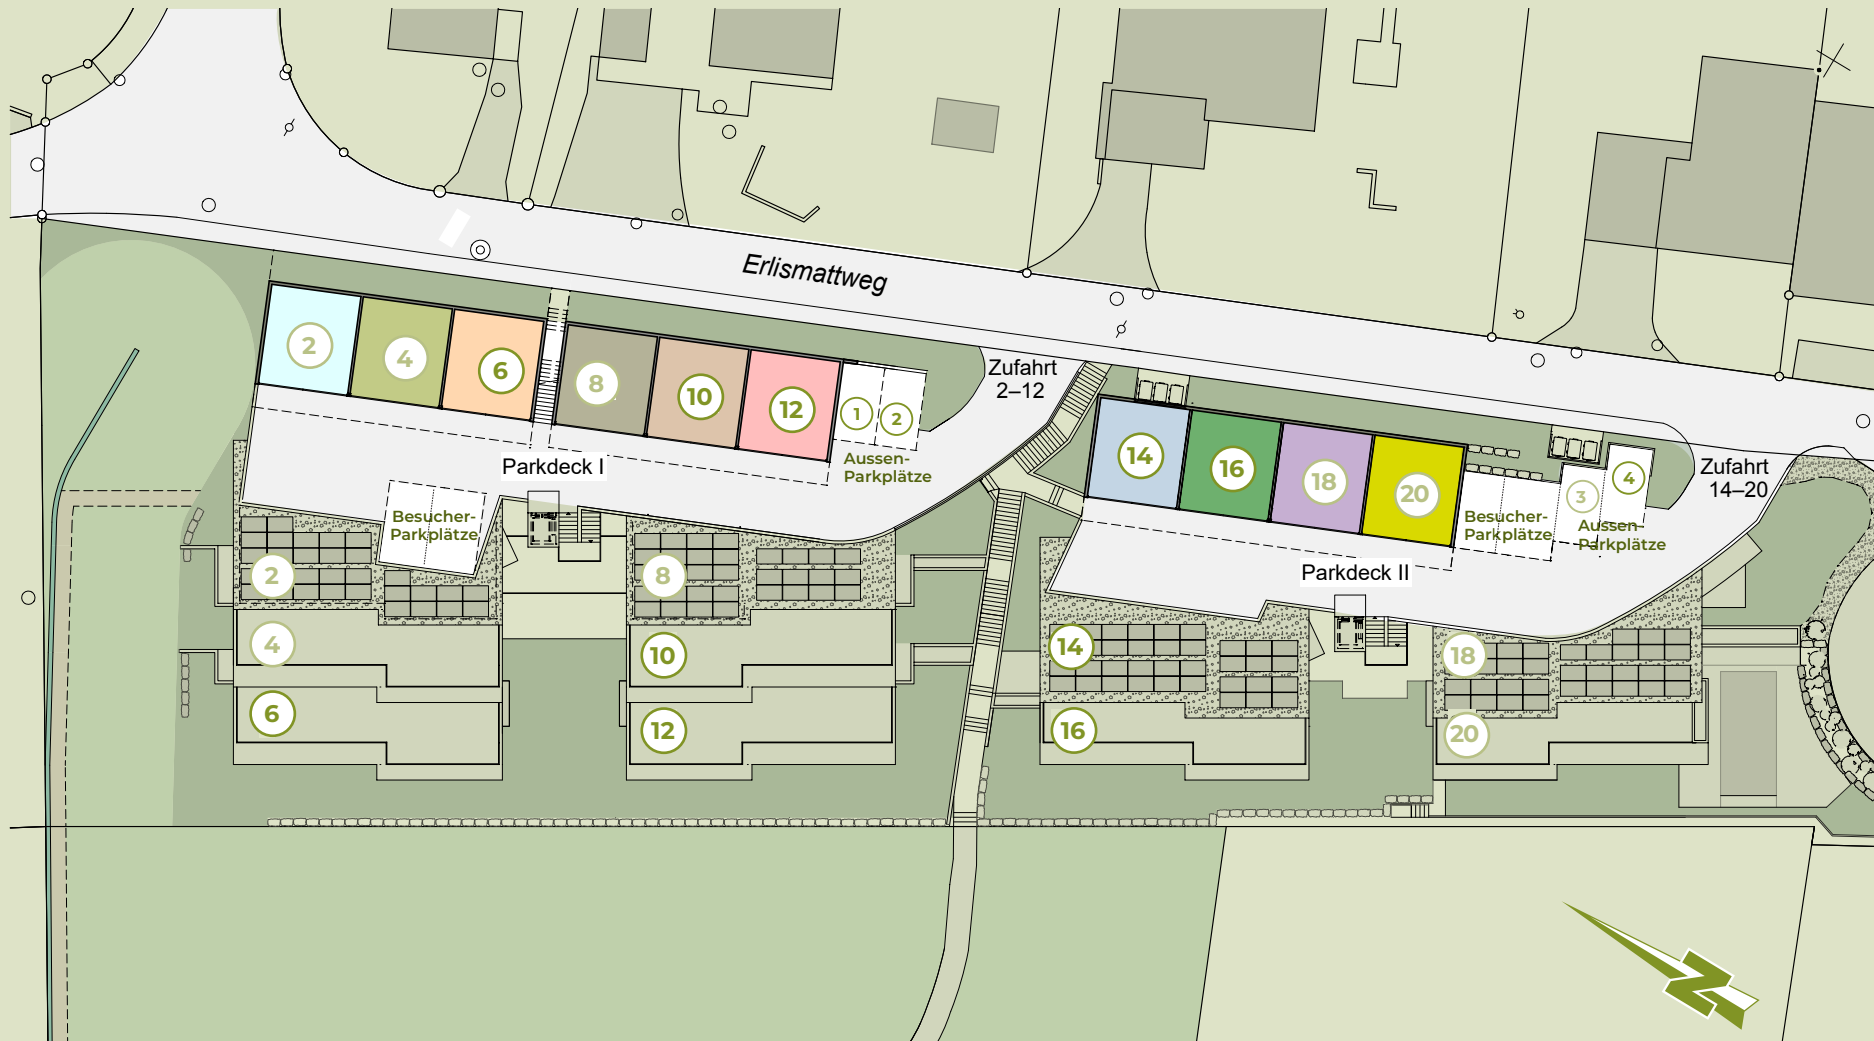 Erlismattweg
2
4
6
8
10
12
1
2
Aussen-
Parkplätze
Zufahrt
2–12
Parkdeck I
Besucher-
Parkplätze
14
16
18
20
3
4
Besucher-
Parkplätze
Aussen-
Parkplätze
Zufahrt
14–20
Parkdeck II
2
4
6
8
10
12
14
16
18
20
N